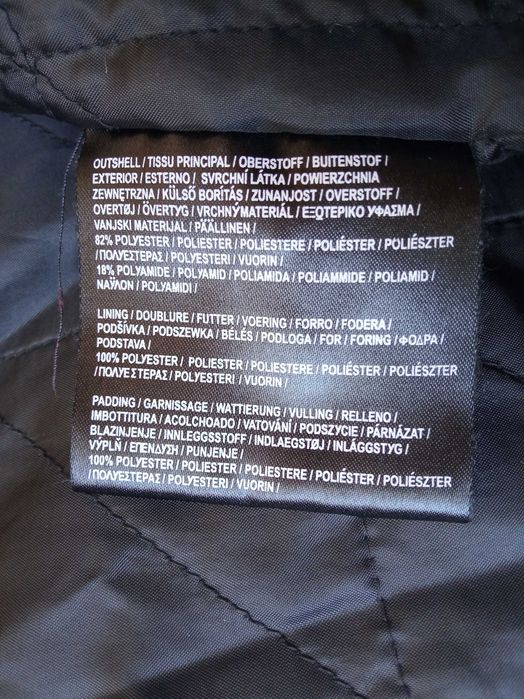 OUTSHELL / TISSU PRINCIPAL / OBERSTOFF / BUITENSTOF /
EXTERIOR / ESTERNO / SVRCHNÍ LÁTKA / POWIERZCHNIA
ZEWNĘTRZNA / KÜLSŐ BORÍTÁS / ZUNANJOST / OVERSTOFF /
OVERTØJ / ÖVERTYG / VRCHNÝ MATERIÁL / ΕΞΩΤΕΡΙΚΟ ΥΦΑΣΜΑ /
VANJSKI MATERIJAL / PÄÄLLINEN /
82% POLYESTER / POLIESTER / POLIESTERE / POLIÉSTER / POLIÉSZTER
/ ΠΟΛΥΕΣΤΕΡΑΣ / POLYESTERI / VUORIN /
18% POLYAMIDE / POLYAMID / POLIAMIDA / POLIAMMIDE / POLIAMID /
ΝΑΫΛΟΝ / POLYAMIDI /
LINING / DOUBLURE / FUTTER / VOERING / FORRO / FODERA /
PODŠÍVKA / PODSZEWKA / BÉLÉS / PODLOGA / FOR / FORING / ΦΟΔΡΑ /
PODSTAVA /
100% POLYESTER / POLIESTER / POLIESTERE / POLIÉSTER / POLIÉSZTER
/ ΠΟΛΥΕΣΤΕΡΑΣ / POLYESTERI / VUORIN /
PADDING / GARNISSAGE / WATTIERUNG / VULLING / RELLENO /
IMBOTTITURA / ACOLCHOADO / VATOVÁNÍ / PODSZYCIE / PÁRNÁZAT /
BLAZINJENJE / INNLEGGSSTOFF / INDLAEGSTØJ / INLÄGGSTYG /
VÝPLŇ / ΕΠΕΝΔΥΣΗ / PUNJENJE /
100% POLYESTER / POLIESTER / POLIESTERE / POLIÉSTER / POLIÉSZTER
/ ΠΟΛΥΕΣΤΕΡΑΣ / POLYESTERI / VUORIN /